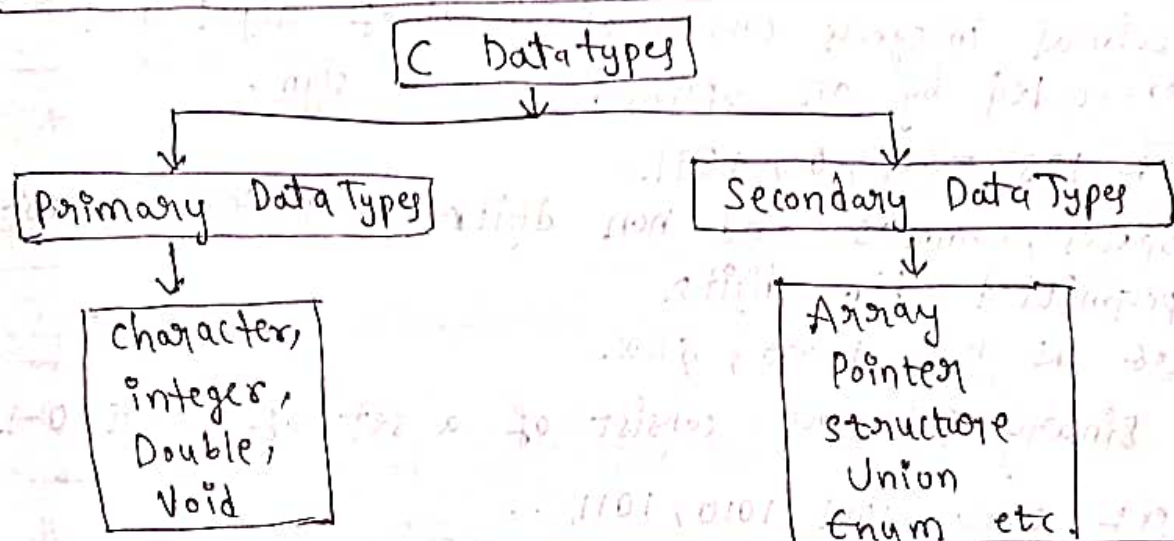 C Datatypes
Primary Data Types
Secondary Data Types
Character,
integer,
Double,
Void
Array
Pointer
structure
Union
Enum etc.